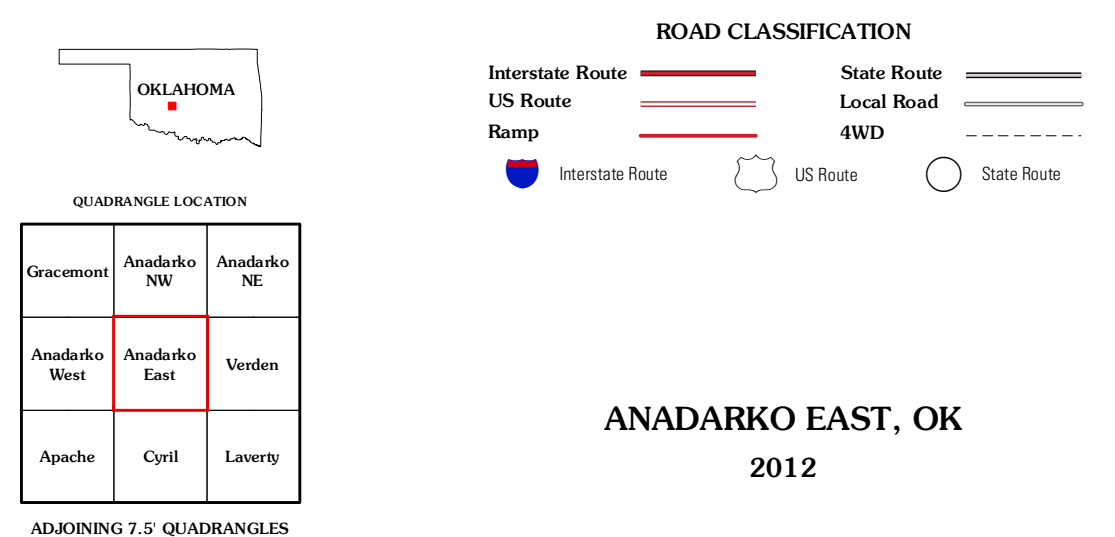 OKLAHOMA
QUADRANGLE LOCATION
Gracemont
Anadarko
NW
Anadarko
NE
Anadarko
West
Anadarko
East
Verden
Apache
Cyril
Laverty
ADJOINING 7.5' QUADRANGLES
ROAD CLASSIFICATION
Interstate Route
State Route
US Route
Local Road
Ramp
4WD
Interstate Route
US Route
State Route
ANADARKO EAST, OK
2012